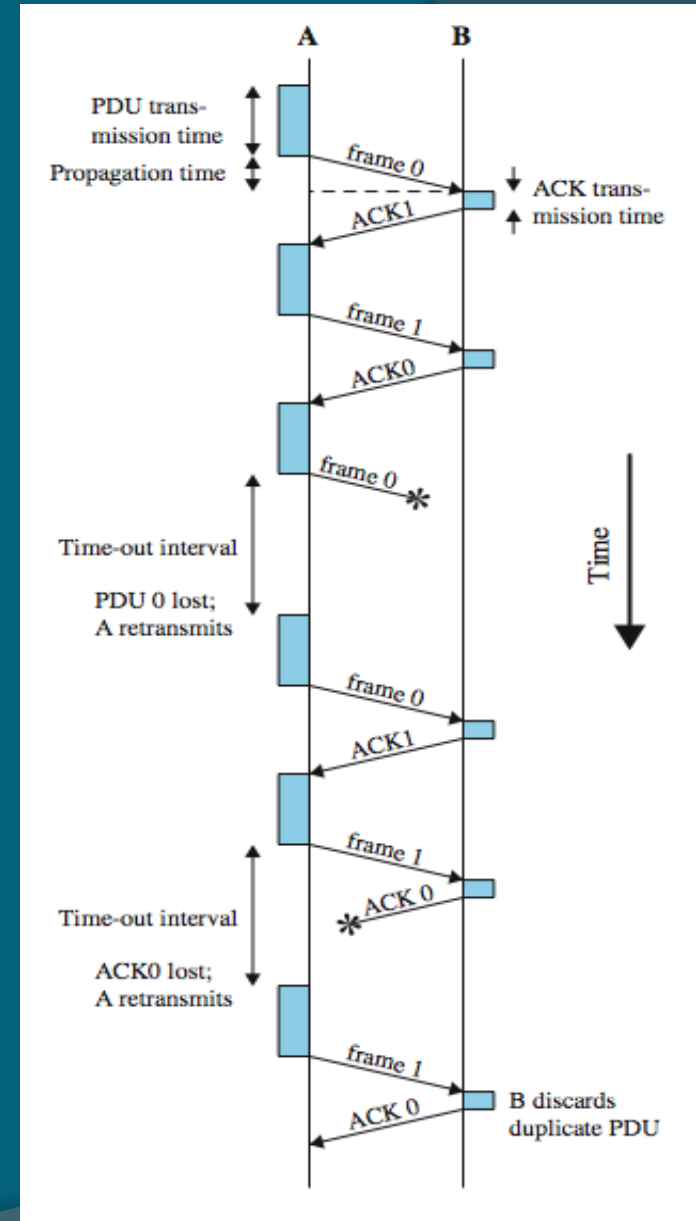 A
B
PDU trans-
mission time
Propagation time
frame 0
ACK trans-
mission time
ACK1
frame 1
ACK0
frame 0
*
Time-out interval
PDU 0 lost;
A retransmits
Time
frame 0
ACK1
frame 1
ACK 0
*
Time-out interval
ACK0 lost;
A retransmits
frame 1
ACK 0
B discards
duplicate PDU